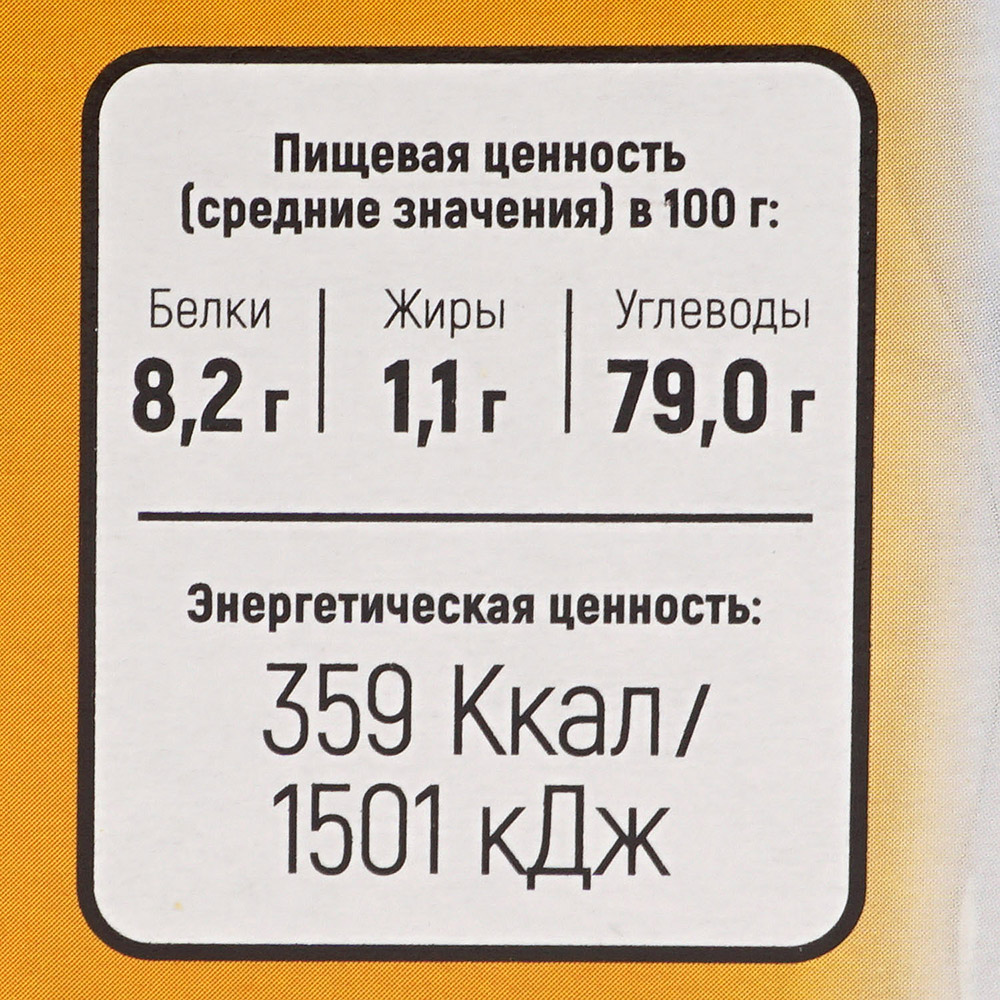 Пищевая ценность
(средние значения) в 100 г:
Белки Жиры Углеводы
8,2 г 1,1 г 79,0 г
Энергетическая ценность:
359 Ккал/
1501 кДж